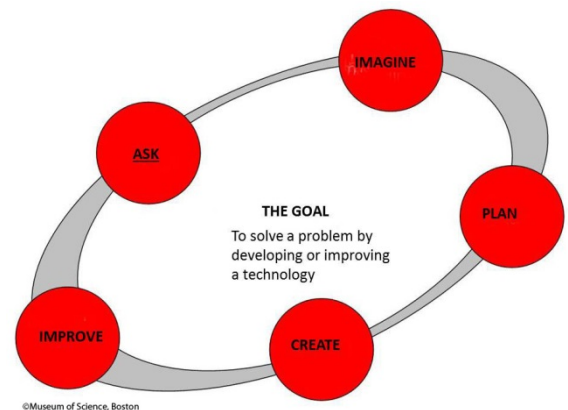 IMAGINE
ASK
PLAN
THE GOAL
To solve a problem by
developing or improving
a technology
IMPROVE
CREATE
©Museum of Science, Boston